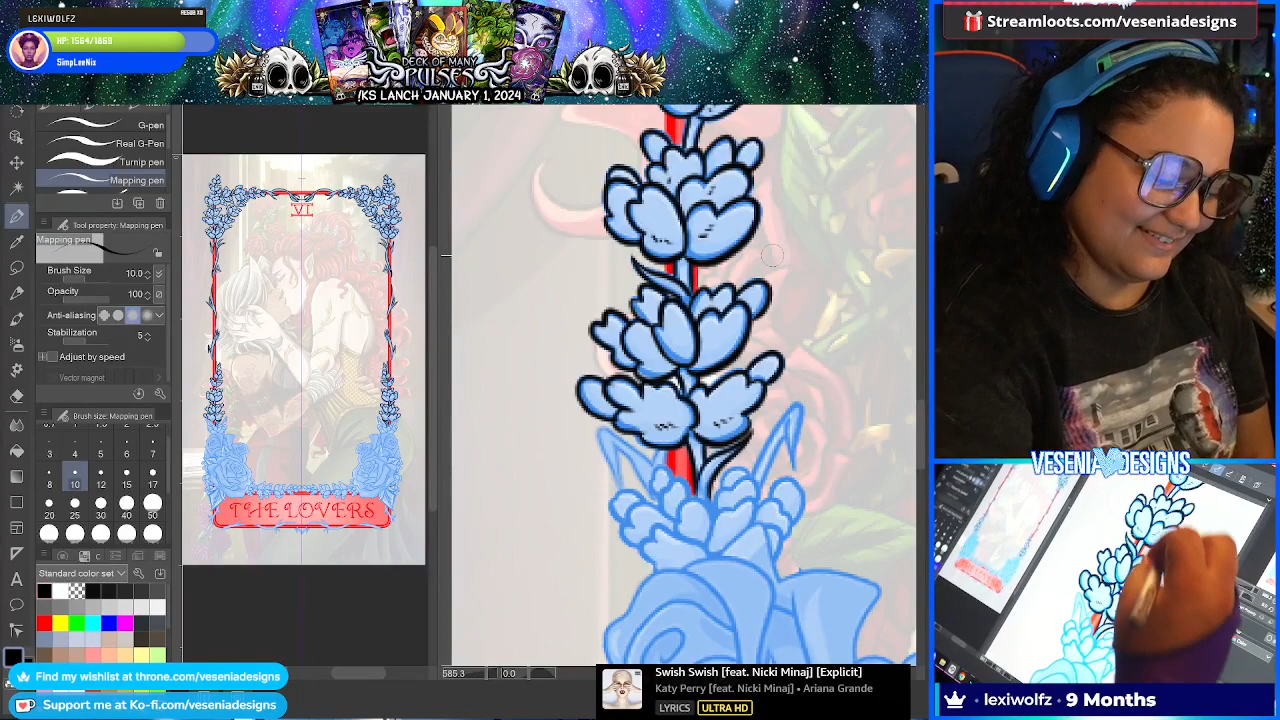 LEXIWOLFZ
HP: 1564/1869
SimpLeeNix
DECK OF MANY
PULSES
!KS LANCH JANUARY 1, 2024
Streamloots.com/veseniadesigns
G-pen
Real G-Pen
Turnip pen
Mapping pen
Tool property: Mapping pen
Mapping pen
Brush Size 10.0
Opacity 100
Anti-aliasing
Stabilization
5
Adjust by speed
Vector magnet
Brush size: Mapping pen
3 4 5 6 7
8 10 12 15 17
20 25 30 40 50
Standard color set
VI
THE LOVERS
585.3 0.0
VESENIA DESIGNS
Find my wishlist at throne.com/veseniadesigns
Support me at Ko-fi.com/veseniadesigns
Swish Swish [feat. Nicki Minaj] [Explicit]
Katy Perry [feat. Nicki Minaj] • Ariana Grande
LYRICS ULTRA HD
lexiwolfz · 9 Months